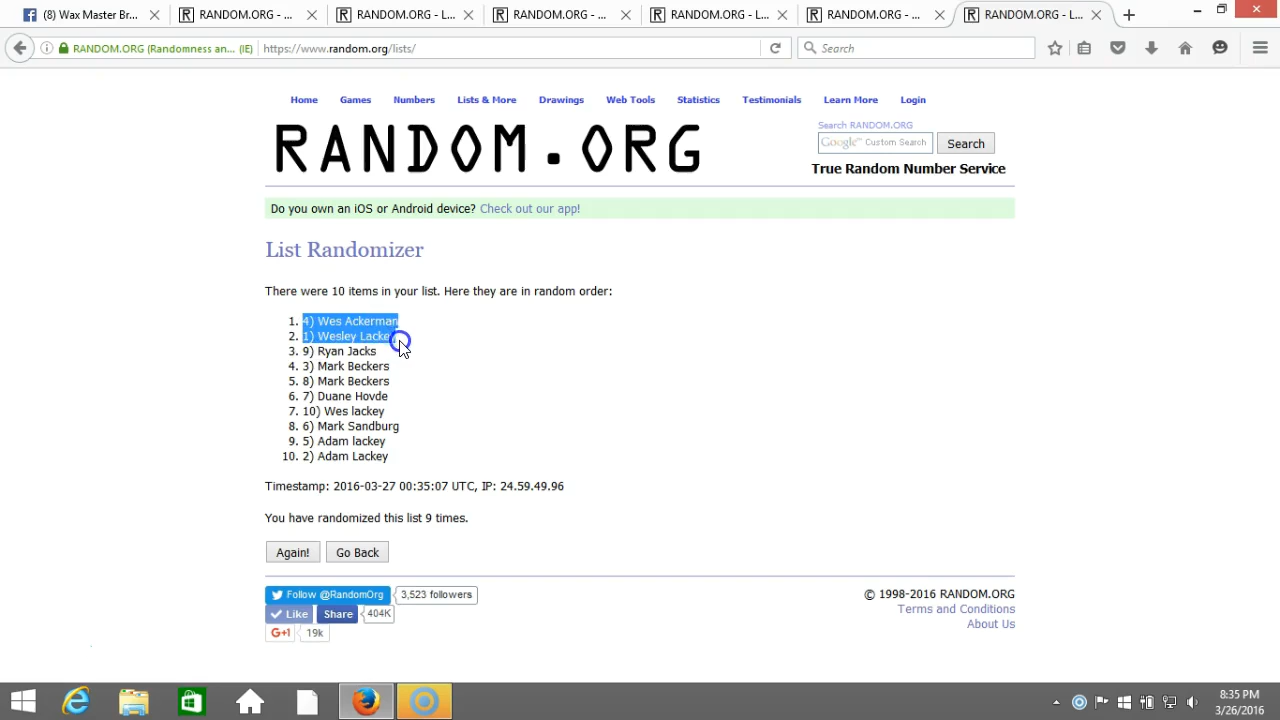 (8) Wax Master Br...
RANDOM.ORG - ...
RANDOM.ORG - L...
RANDOM.ORG - ...
RANDOM.ORG - L...
RANDOM.ORG - ...
RANDOM.ORG - L...
RANDOM.ORG (Randomness an... (IE)
https://www.random.org/lists/
Search
Home
Games
Numbers
Lists & More
Drawings
Web Tools
Statistics
Testimonials
Learn More
Login
RANDOM.ORG
Search RANDOM.ORG
Google™ Custom Search
Search
True Random Number Service
Do you own an iOS or Android device? Check out our app!
List Randomizer
There were 10 items in your list. Here they are in random order:
1. 4) Wes Ackerman
2. 1) Wesley Lackey
3. 9) Ryan Jacks
4. 3) Mark Beckers
5. 8) Mark Beckers
6. 7) Duane Hovde
7. 10) Wes lackey
8. 6) Mark Sandburg
9. 5) Adam lackey
10. 2) Adam Lackey
Timestamp: 2016-03-27 00:35:07 UTC, IP: 24.59.49.96
You have randomized this list 9 times.
Again!
Go Back
Follow @RandomOrg
3,523 followers
Like
Share
404K
G+1
19k
© 1998-2016 RANDOM.ORG
Terms and Conditions
About Us
8:35 PM
3/26/2016